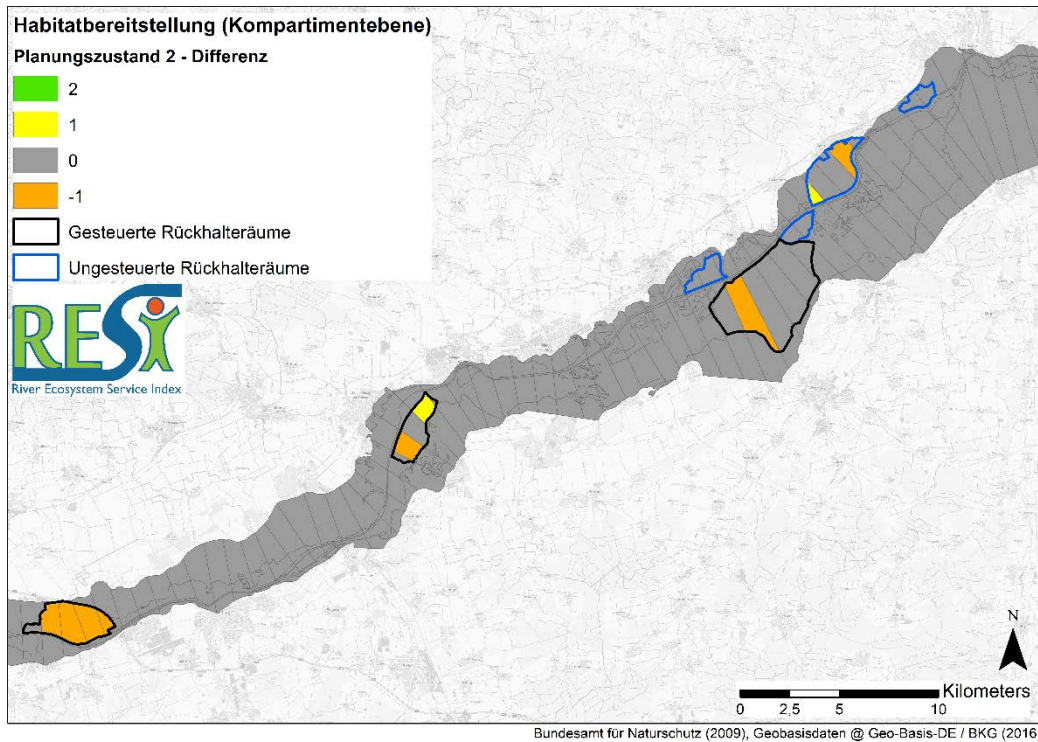 Habitatbereitstellung (Kompartimentebene)
Planungszustand 2 - Differenz
2
1
0
-1
Gesteuerte Rückhalteräume
Ungesteuerte Rückhalteräume
RESI
River Ecosystem Service Index
N
Kilometers
0 2,5 5 10
Bundesamt für Naturschutz (2009), Geobasisdaten @ Geo-Basis-DE / BKG (2016)